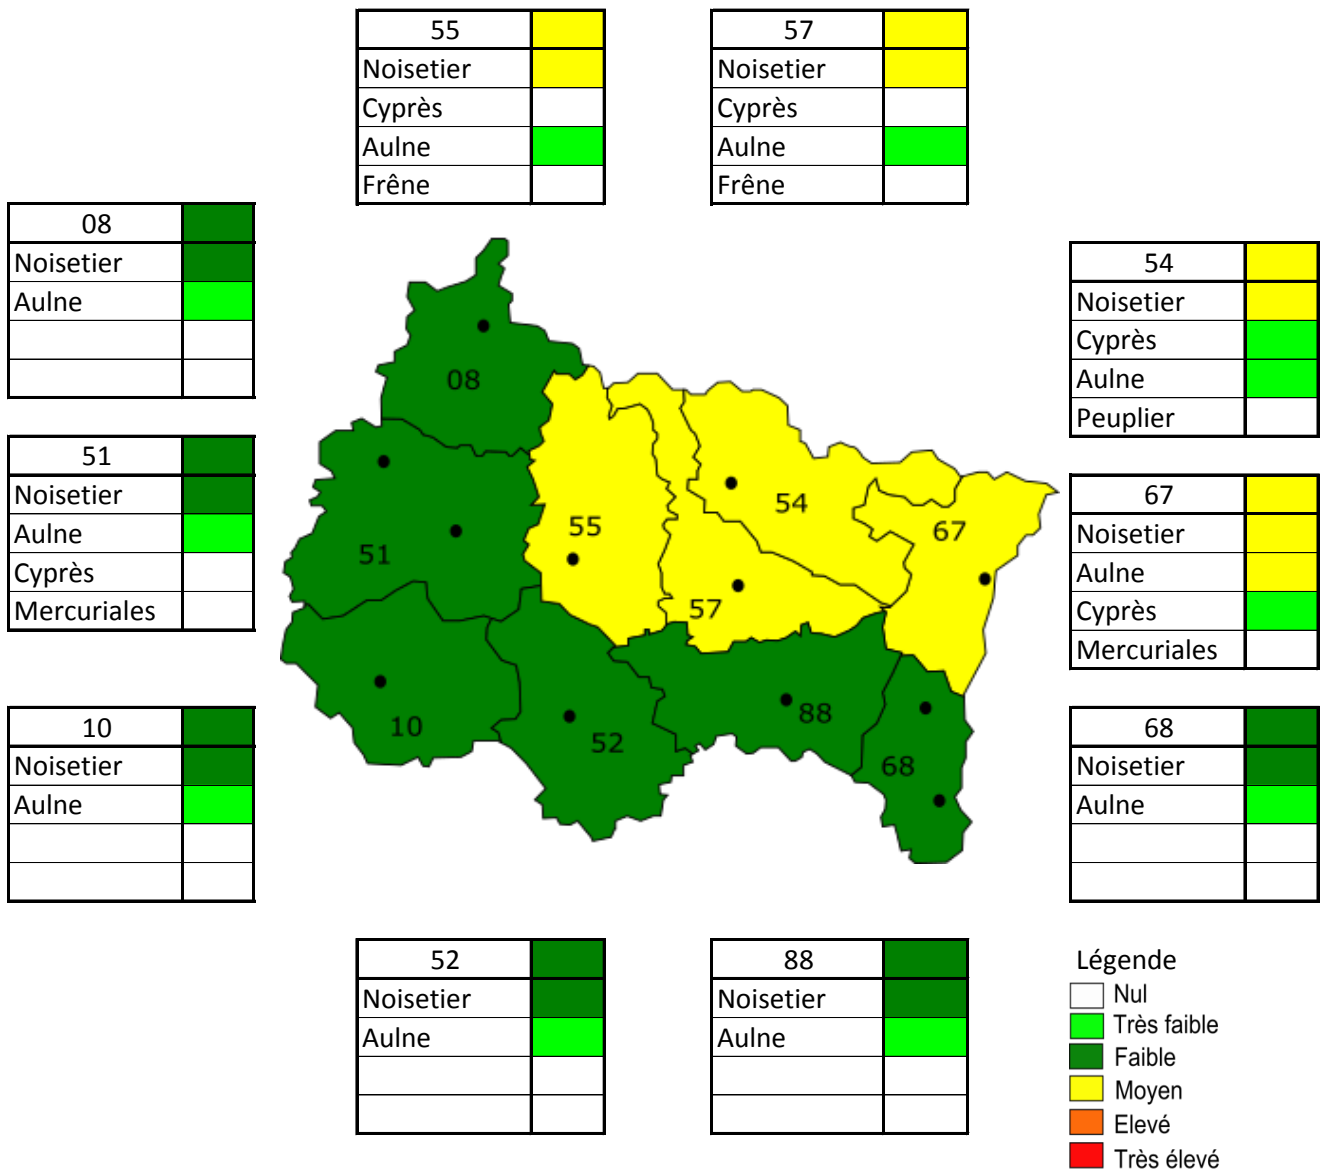 55
Noisetier
Cyprès
Aulne
Frêne
57
Noisetier
Cyprès
Aulne
Frêne
08
Noisetier
Aulne
51
Noisetier
Aulne
Cyprès
Mercuriales
10
Noisetier
Aulne
08
55
54
67
51
57
88
10
52
68
54
Noisetier
Cyprès
Aulne
Peuplier
67
Noisetier
Aulne
Cyprès
Mercuriales
68
Noisetier
Aulne
52
Noisetier
Aulne
88
Noisetier
Aulne
Légende
Nul
Très faible
Faible
Moyen
Elevé
Très élevé